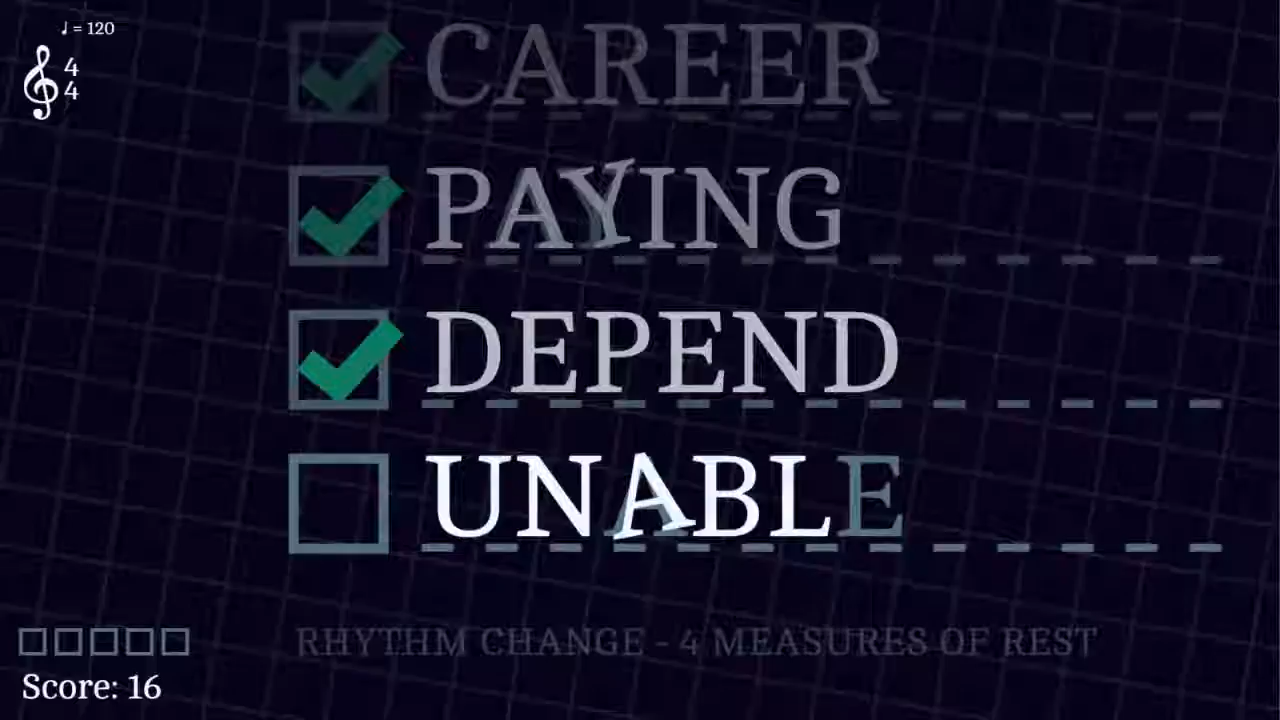 ♩ = 120
4
4
CAREER
PAYING
DEPEND
UNABLE
RHYTHM CHANGE - 4 MEASURES OF REST
Score: 16